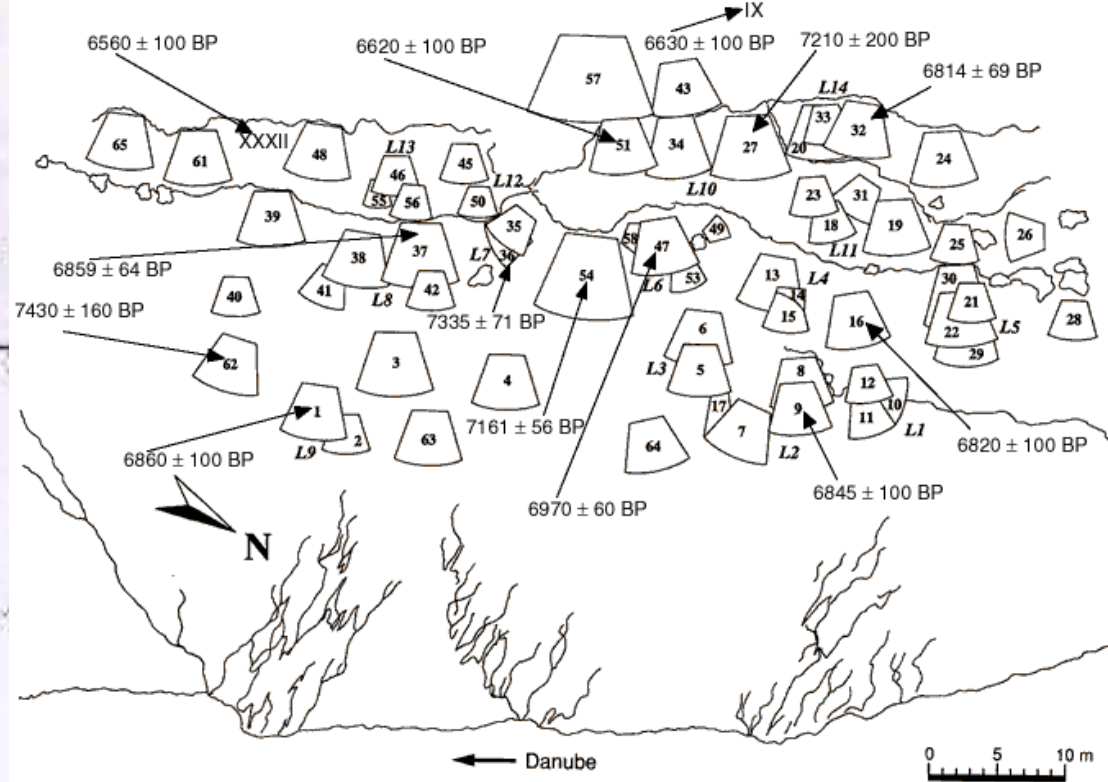 IX
6560 ± 100 BP
6620 ± 100 BP
6630 ± 100 BP
7210 ± 200 BP
6814 ± 69 BP
57
43
L14
33
32
20
65
61
XXXII
48
L13
46
45
51
34
27
24
55
56
50
L12
L10
23
31
18
19
L11
39
35
36
L7
37
38
41
L8
42
58
47
49
L6
53
54
25
26
6859 ± 64 BP
40
13
L4
14
15
16
30
21
22
L5
29
28
7430 ± 160 BP
7335 ± 71 BP
62
3
4
6
L3
5
8
9
12
10
11
L1
17
7
L2
1
2
L9
63
64
7161 ± 56 BP
6860 ± 100 BP
6820 ± 100 BP
6845 ± 100 BP
6970 ± 60 BP
N
Danube
0 5 10 m